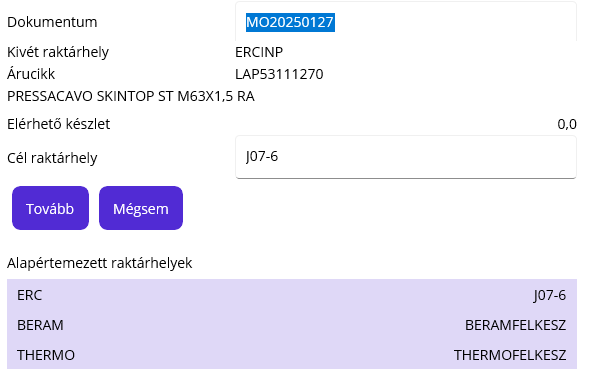 Dokumentum MO20250127
Kivét raktárhely ERCINP
Árucikk LAP53111270
PRESSACAVO SKINTOP ST M63X1,5 RA
Elérhető készlet 0,0
Cél raktárhely J07-6
Tovább Mégsem
Alapértemezett raktárhelyek
ERC J07-6
BERAM BERAMFELKESZ
THERMO THERMOFELKESZ